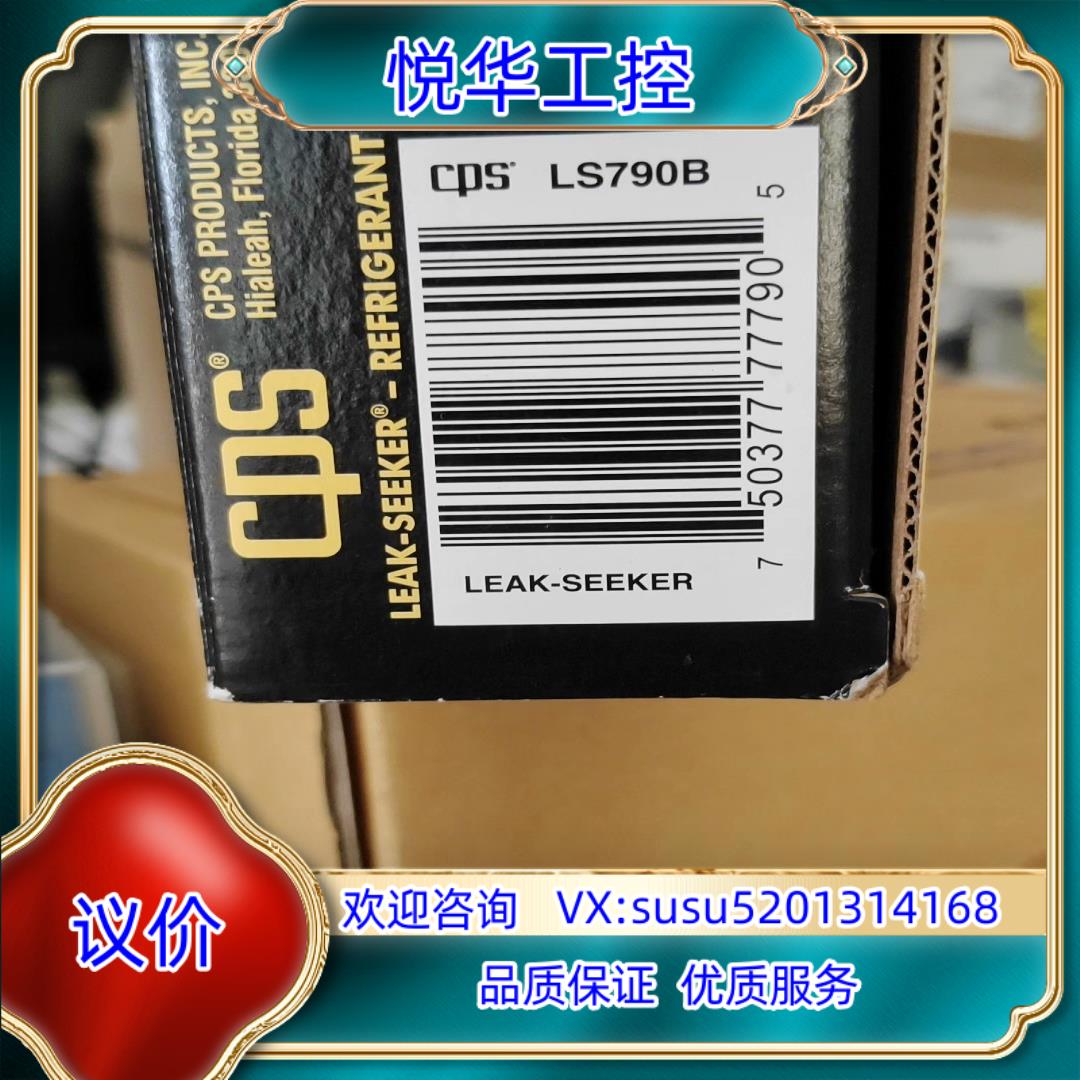 悦华工控
CPS PRODUCTS, INC.
Hialeah, Florida
cps®
LEAK-SEEKER® - REFRIGERANT
cps® LS790B
7 50377 77790 5
LEAK-SEEKER
议价
欢迎咨询 VX:susu5201314168
品质保证 优质服务